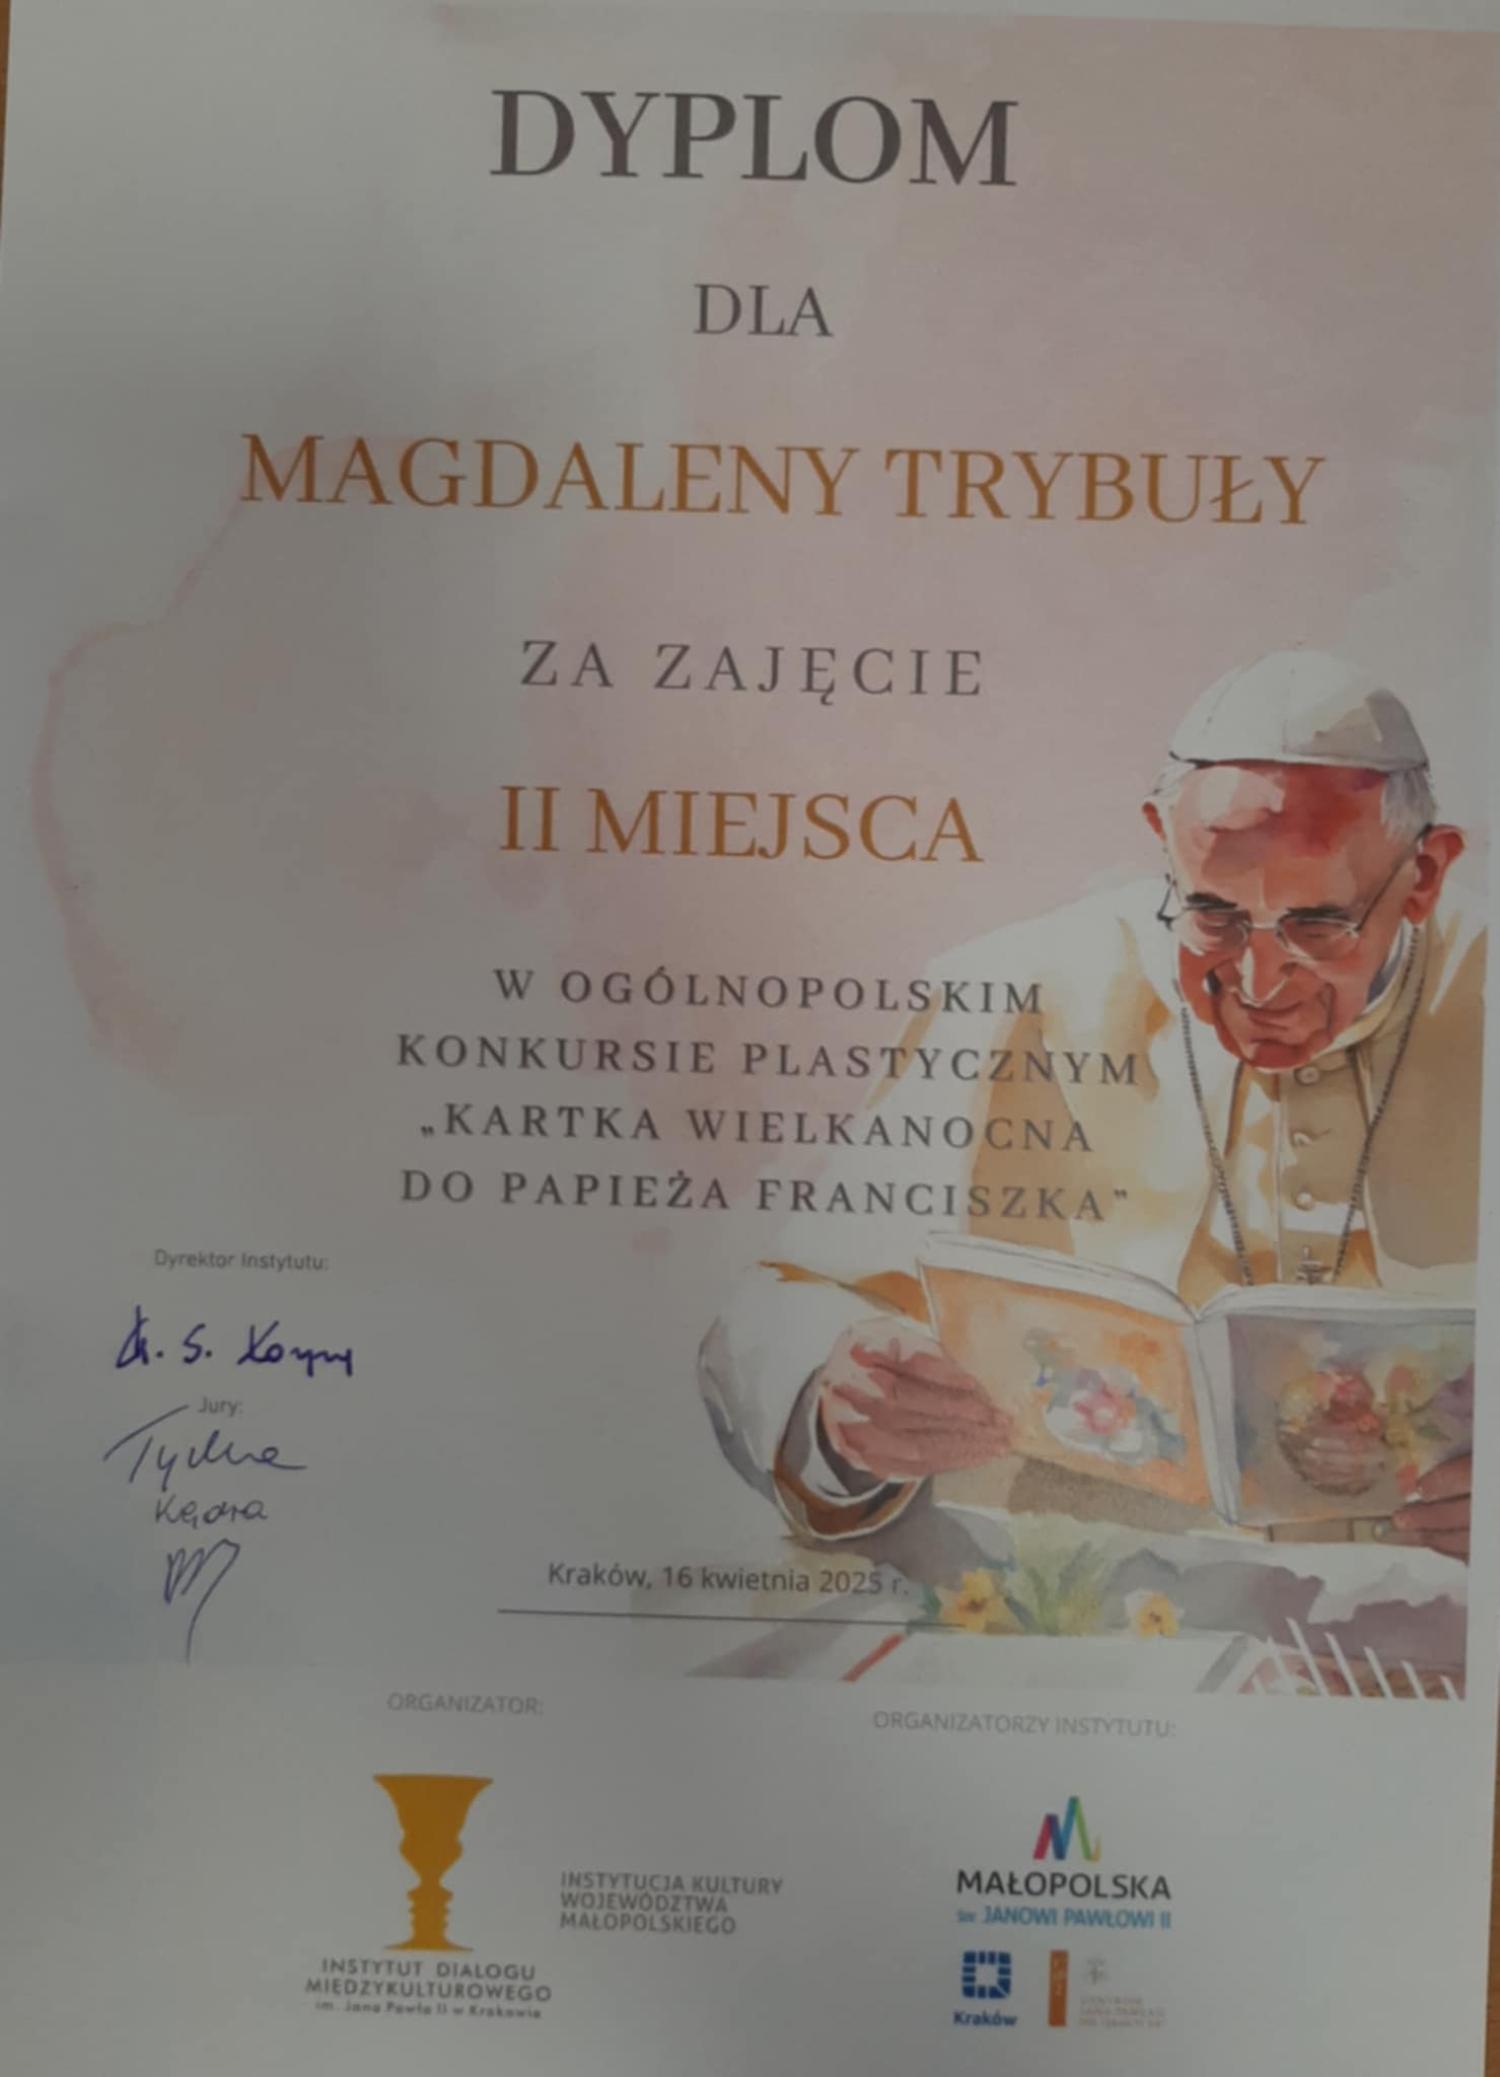 DYPLOM
DLA
MAGDALENY TRYBUŁY
ZA ZAJĘCIE
II MIEJSCA
W OGÓLNOPOLSKIM
KONKURSIE PLASTYCZNYM
„KARTKA WIELKANOCNA
DO PAPIEŻA FRANCISZKA”
Dyrektor Instytutu:
Jury:
Kędra
Kraków, 16 kwietnia 2025 r.
ORGANIZATOR:
ORGANIZATORZY INSTYTUTU:
INSTYTUCJA KULTURY
WOJEWÓDZTWA
MAŁOPOLSKIEGO
INSTYTUT DIALOGU
MIĘDZYKULTUROWEGO
im. Jana Pawła II w Krakowie
MAŁOPOLSKA
św. JANOWI PAWŁOWI II
Kraków